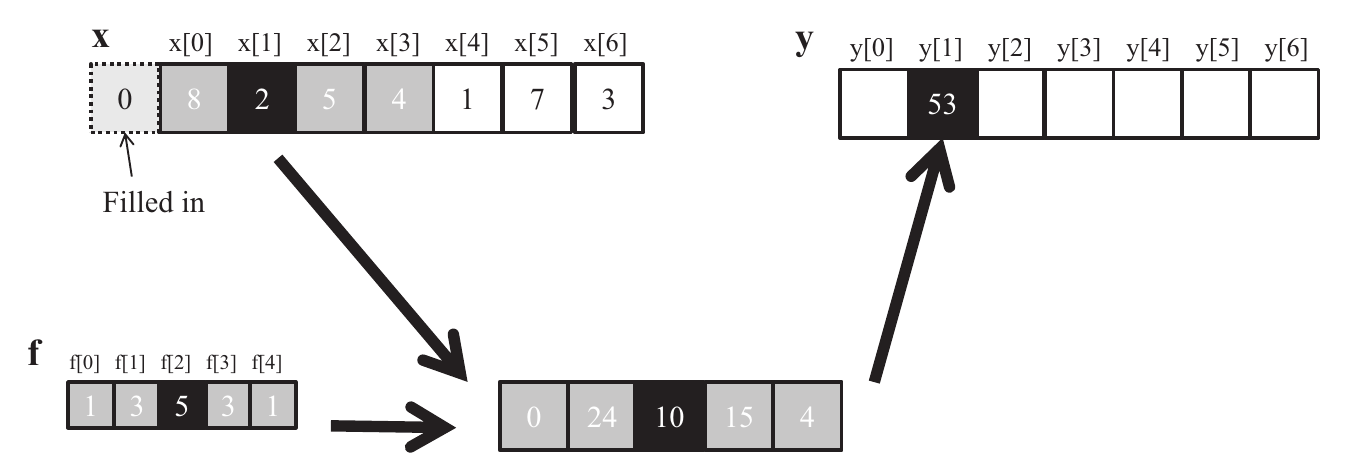 x
x[0] x[1] x[2] x[3] x[4] x[5] x[6]
0 8 2 5 4 1 7 3
Filled in
y
y[0] y[1] y[2] y[3] y[4] y[5] y[6]
53
f
f[0] f[1] f[2] f[3] f[4]
1 3 5 3 1
0 24 10 15 4